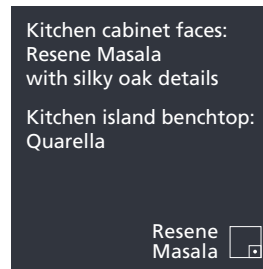 Kitchen cabinet faces:
Resene Masala
with silky oak details
Kitchen island benchtop:
Quarella
Resene
Masala